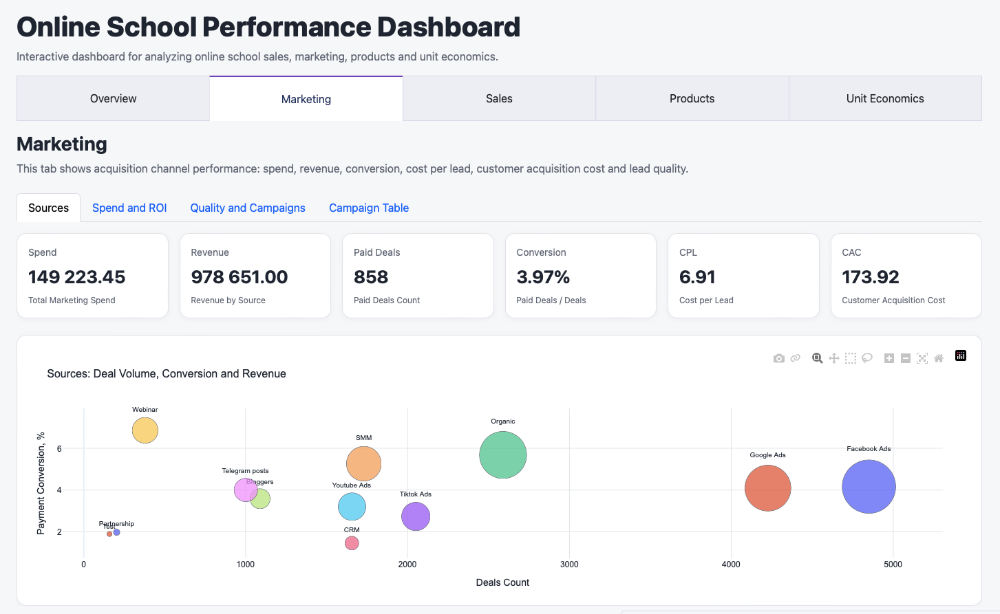 Online School Performance Dashboard
Interactive dashboard for analyzing online school sales, marketing, products and unit economics.
Overview
Marketing
Sales
Products
Unit Economics
Marketing
This tab shows acquisition channel performance: spend, revenue, conversion, cost per lead, customer acquisition cost and lead quality.
Sources
Spend and ROI
Quality and Campaigns
Campaign Table
Spend
149 223.45
Total Marketing Spend
Revenue
978 651.00
Revenue by Source
Paid Deals
858
Paid Deals Count
Conversion
3.97%
Paid Deals / Deals
CPL
6.91
Cost per Lead
CAC
173.92
Customer Acquisition Cost
Sources: Deal Volume, Conversion and Revenue
Webinar
Organic
SMM
Facebook Ads
Google Ads
Telegram posts
Bloggers
Youtube Ads
Tiktok Ads
Partnership
Test
CRM
Payment Conversion, %
6
4
2
0
1000
2000
3000
4000
5000
Deals Count